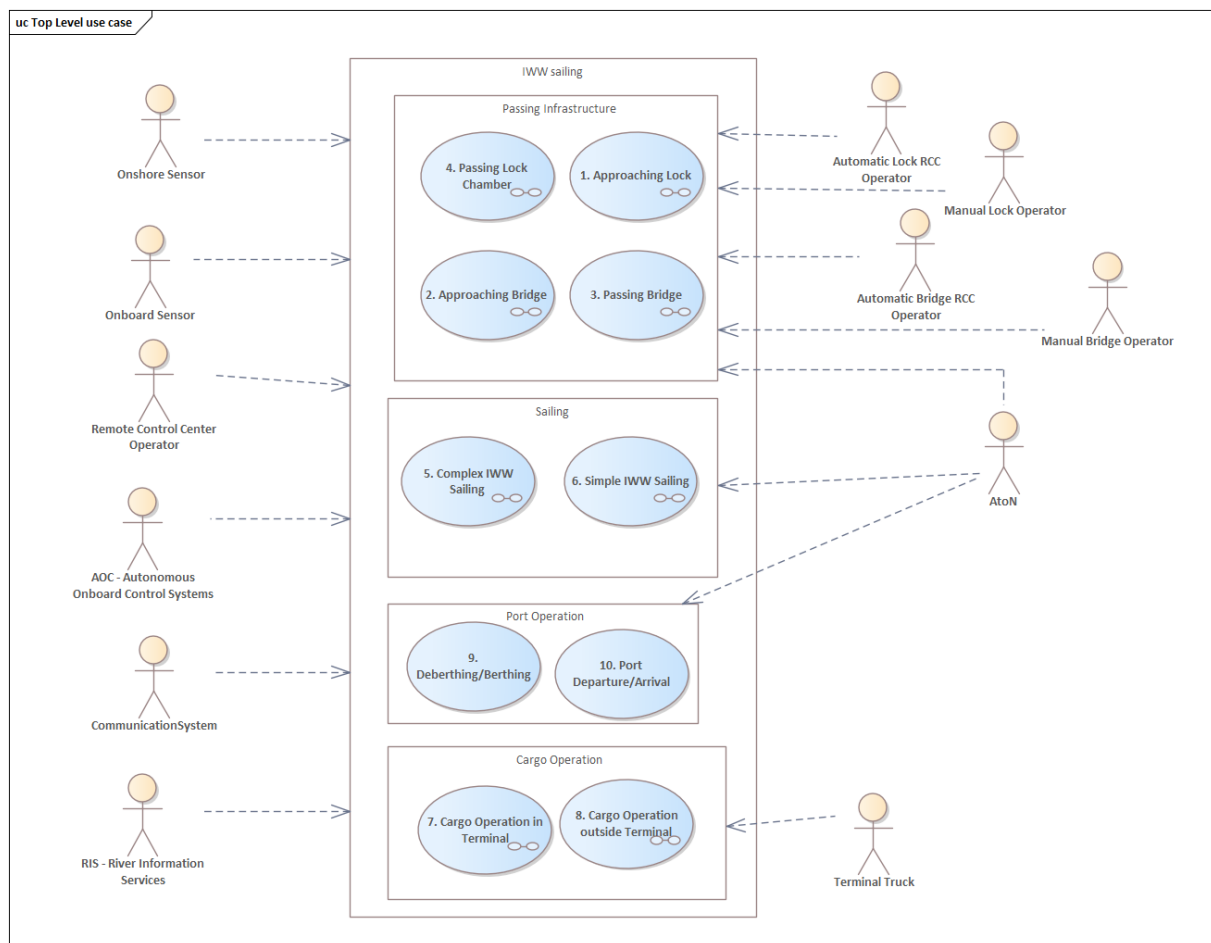 uc Top Level use case
IWW sailing
Passing Infrastructure
4. Passing Lock
Chamber
1. Approaching Lock
2. Approaching Bridge
3. Passing Bridge
Sailing
5. Complex IWW
Sailing
6. Simple IWW Sailing
Port Operation
9.
Deberthing/Berthing
10. Port
Departure/Arrival
Cargo Operation
7. Cargo Operation in
Terminal
8. Cargo Operation
outside Terminal
Onshore Sensor
Onboard Sensor
Remote Control Center
Operator
AOC - Autonomous
Onboard Control Systems
CommunicationSystem
RIS - River Information
Services
Automatic Lock RCC
Operator
Manual Lock Operator
Automatic Bridge RCC
Operator
Manual Bridge Operator
AtoN
Terminal Truck